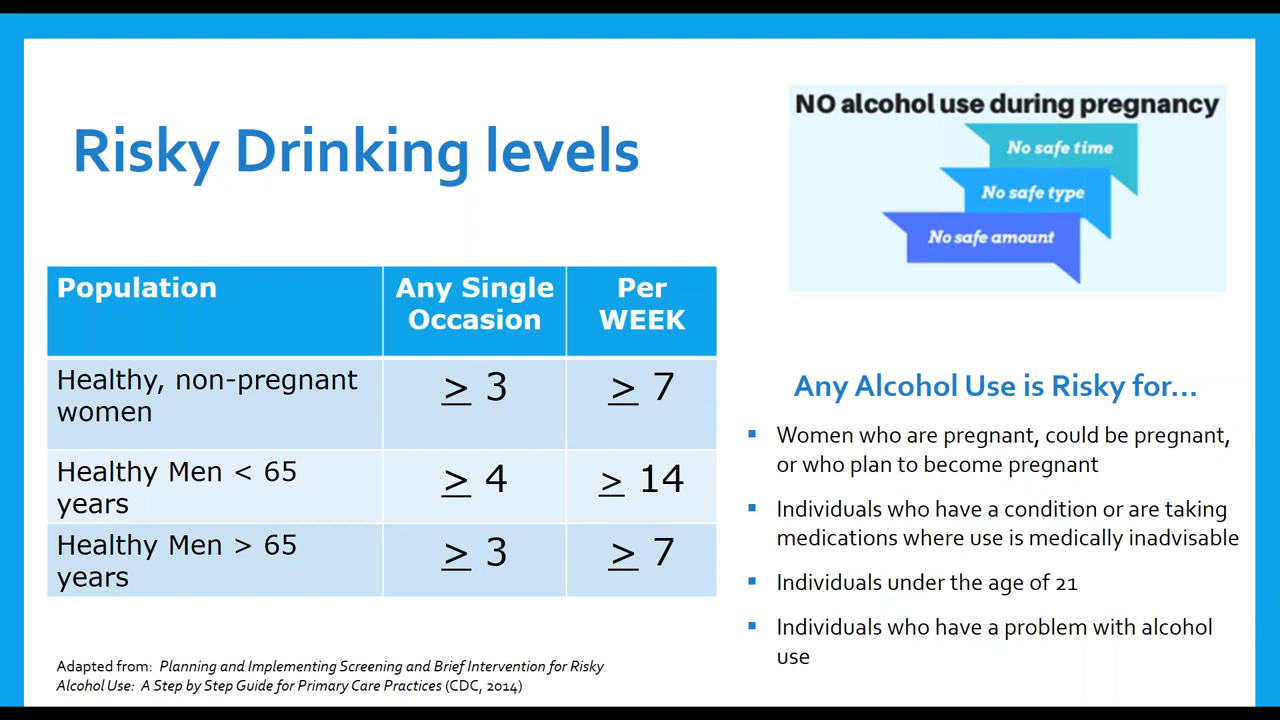 Risky Drinking levels
NO alcohol use during pregnancy
No safe time
No safe type
No safe amount
Population Any Single Occasion Per WEEK
Healthy, non-pregnant women ≥ 3 ≥ 7
Healthy Men < 65 years ≥ 4 ≥ 14
Healthy Men > 65 years ≥ 3 ≥ 7
Adapted from: Planning and Implementing Screening and Brief Intervention for Risky
Alcohol Use: A Step by Step Guide for Primary Care Practices (CDC, 2014)
Any Alcohol Use is Risky for...
▪ Women who are pregnant, could be pregnant,
or who plan to become pregnant
▪ Individuals who have a condition or are taking
medications where use is medically inadvisable
▪ Individuals under the age of 21
▪ Individuals who have a problem with alcohol
use